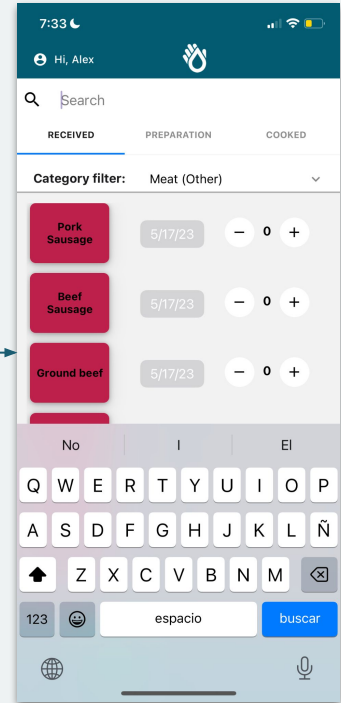 7:33
Hi, Alex
Search
RECEIVED PREPARATION COOKED
Category filter: Meat (Other)
Pork
Sausage
5/17/23 − 0 +
Beef
Sausage
5/17/23 − 0 +
Ground beef 5/17/23 − 0 +
No I El
Q W E R T Y U I O P
A S D F G H J K L Ñ
Z X C V B N M
123 espacio buscar